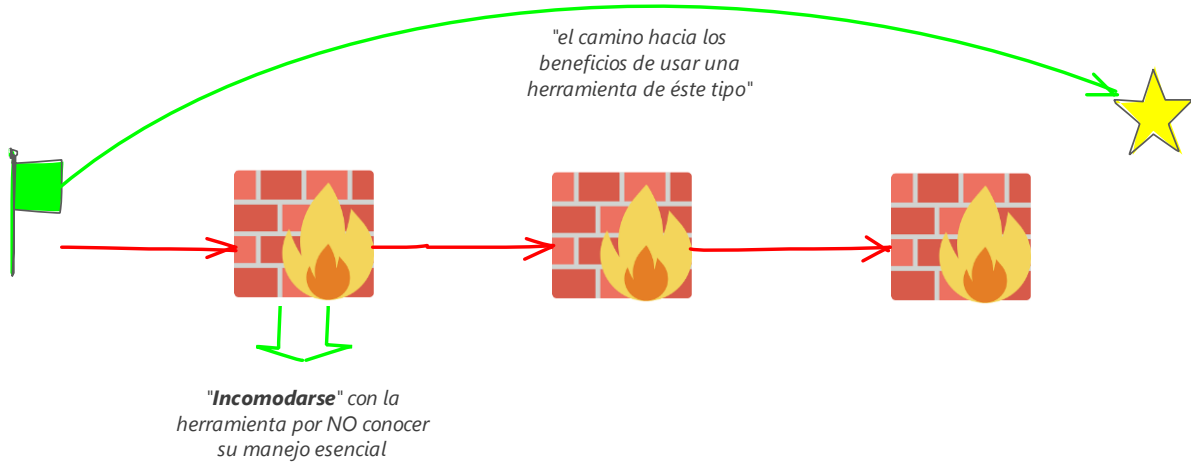 "el camino hacia los
beneficios de usar una
herramienta de éste tipo"
"Incomodarse" con la
herramienta por NO conocer
su manejo esencial